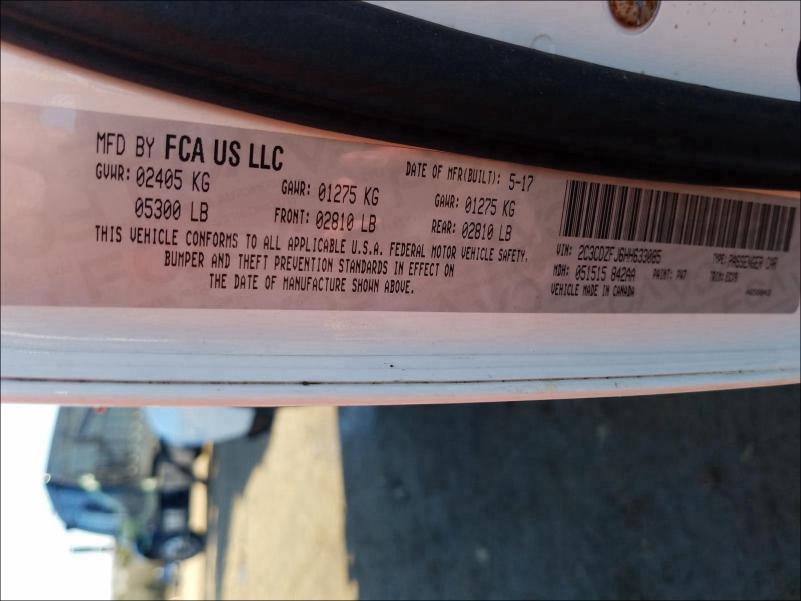 MFD BY FCA US LLC
DATE OF MFR(BUILT): 5-17
GVWR: 02405 KG
GAWR: 01275 KG
GAWR: 01275 KG
05300 LB
FRONT: 02810 LB
REAR: 02810 LB
THIS VEHICLE CONFORMS TO ALL APPLICABLE U.S.A. FEDERAL MOTOR VEHICLE SAFETY,
BUMPER AND THEFT PREVENTION STANDARDS IN EFFECT ON
THE DATE OF MANUFACTURE SHOWN ABOVE.
VIN: 2C3CDZFJ6HH633085
TYPE: PASSENGER CAR
MDH: 051515 842AA
PAINT: PW7
VEHICLE MADE IN CANADA